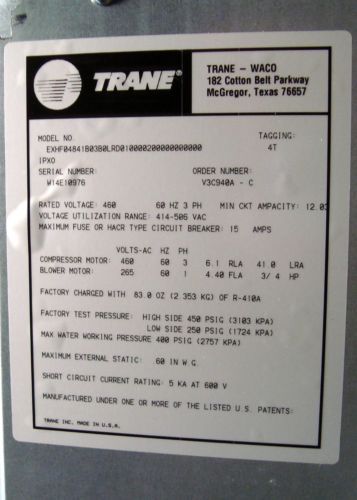 TRANE®
TRANE - WACO
182 Cotton Belt Parkway
McGregor, Texas 76657
MODEL NO. TAGGING:
EXHF04841B03B0LRD010000200000000000 4T
IPXO
SERIAL NUMBER: ORDER NUMBER:
W14E10976 V3C940A - C
RATED VOLTAGE: 460 60 HZ 3 PH MIN CKT AMPACITY: 12.03
VOLTAGE UTILIZATION RANGE: 414-506 VAC
MAXIMUM FUSE OR HACR TYPE CIRCUIT BREAKER: 15 AMPS
VOLTS-AC HZ PH
COMPRESSOR MOTOR: 460 60 3 6.1 RLA 41.0 LRA
BLOWER MOTOR: 265 60 1 4.40 FLA 3/4 HP
FACTORY CHARGED WITH 83.0 OZ (2.353 KG) OF R-410A
FACTORY TEST PRESSURE: HIGH SIDE 450 PSIG (3103 KPA)
LOW SIDE 250 PSIG (1724 KPA)
MAX WATER WORKING PRESSURE 400 PSIG (2757 KPA)
MAXIMUM EXTERNAL STATIC: .60 IN W.G.
SHORT CIRCUIT CURRENT RATING: 5 KA AT 600 V
MANUFACTURED UNDER ONE OR MORE OF THE LISTED U.S. PATENTS:
TRANE INC. MADE IN U.S.A.